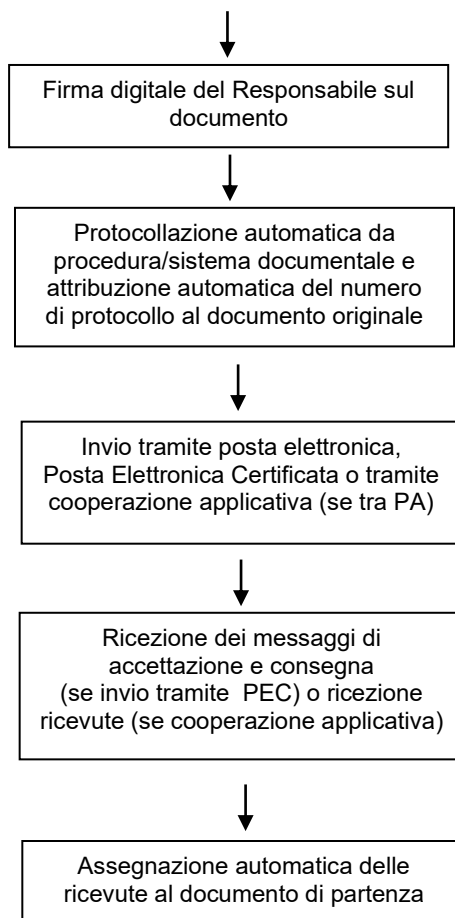 Firma digitale del Responsabile sul
documento
Protocollazione automatica da
procedura/sistema documentale e
attribuzione automatica del numero
di protocollo al documento originale
Invio tramite posta elettronica,
Posta Elettronica Certificata o tramite
cooperazione applicativa (se tra PA)
Ricezione dei messaggi di
accettazione e consegna
(se invio tramite PEC) o ricezione
ricevute (se cooperazione applicativa)
Assegnazione automatica delle
ricevute al documento di partenza